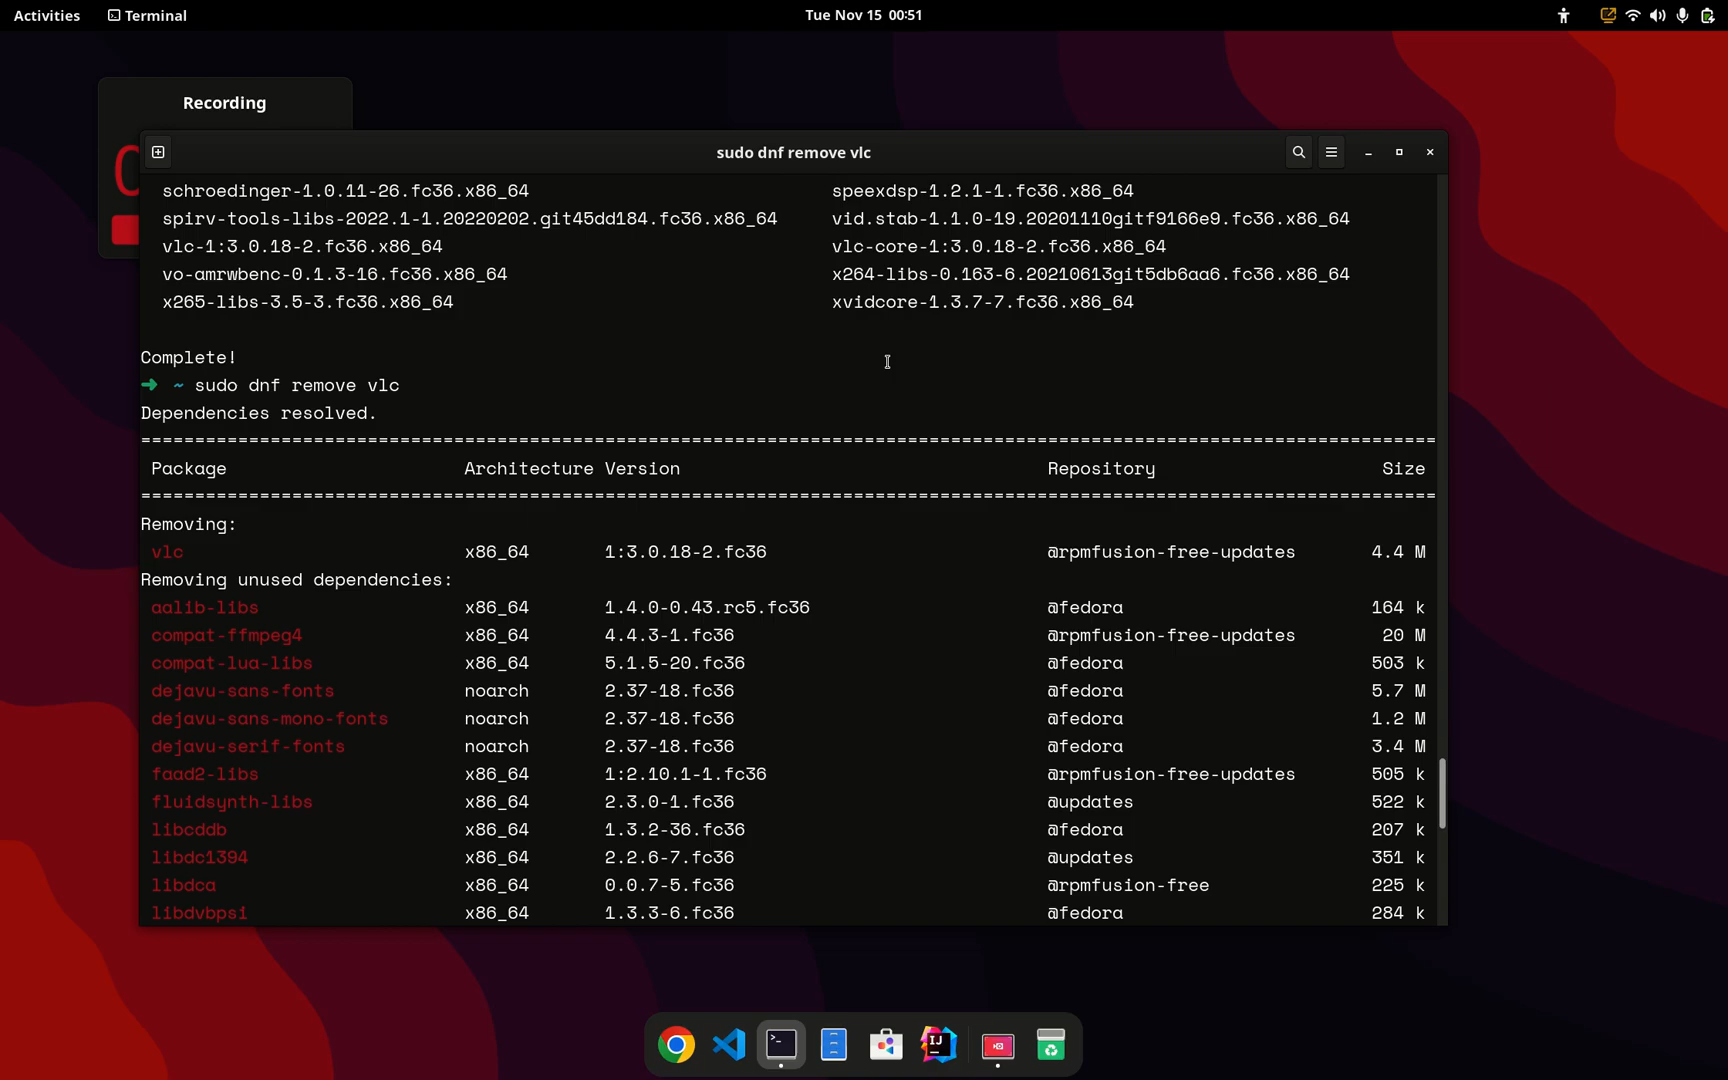 Activities Terminal Tue Nov 15 00:51
Recording
sudo dnf remove vlc
schroedinger-1.0.11-26.fc36.x86_64 speexdsp-1.2.1-1.fc36.x86_64
spirv-tools-libs-2022.1-1.20220202.git45dd184.fc36.x86_64 vid.stab-1.1.0-19.20201110gitf9166e9.fc36.x86_64
vlc-1:3.0.18-2.fc36.x86_64 vlc-core-1:3.0.18-2.fc36.x86_64
vo-amrwbenc-0.1.3-16.fc36.x86_64 x264-libs-0.163-6.20210613git5db6aa6.fc36.x86_64
x265-libs-3.5-3.fc36.x86_64 xvidcore-1.3.7-7.fc36.x86_64
Complete!
➜ ~ sudo dnf remove vlc
Dependencies resolved.
Package Architecture Version Repository Size
Removing:
vlc x86_64 1:3.0.18-2.fc36 @rpmfusion-free-updates 4.4 M
Removing unused dependencies:
aalib-libs x86_64 1.4.0-0.43.rc5.fc36 @fedora 164 k
compat-ffmpeg4 x86_64 4.4.3-1.fc36 @rpmfusion-free-updates 20 M
compat-lua-libs x86_64 5.1.5-20.fc36 @fedora 503 k
dejavu-sans-fonts noarch 2.37-18.fc36 @fedora 5.7 M
dejavu-sans-mono-fonts noarch 2.37-18.fc36 @fedora 1.2 M
dejavu-serif-fonts noarch 2.37-18.fc36 @fedora 3.4 M
faad2-libs x86_64 1:2.10.1-1.fc36 @rpmfusion-free-updates 505 k
fluidsynth-libs x86_64 2.3.0-1.fc36 @updates 522 k
libcddb x86_64 1.3.2-36.fc36 @fedora 207 k
libdc1394 x86_64 2.2.6-7.fc36 @updates 351 k
libdca x86_64 0.0.7-5.fc36 @rpmfusion-free 225 k
libdvbpsi x86_64 1.3.3-6.fc36 @fedora 284 k
IJ